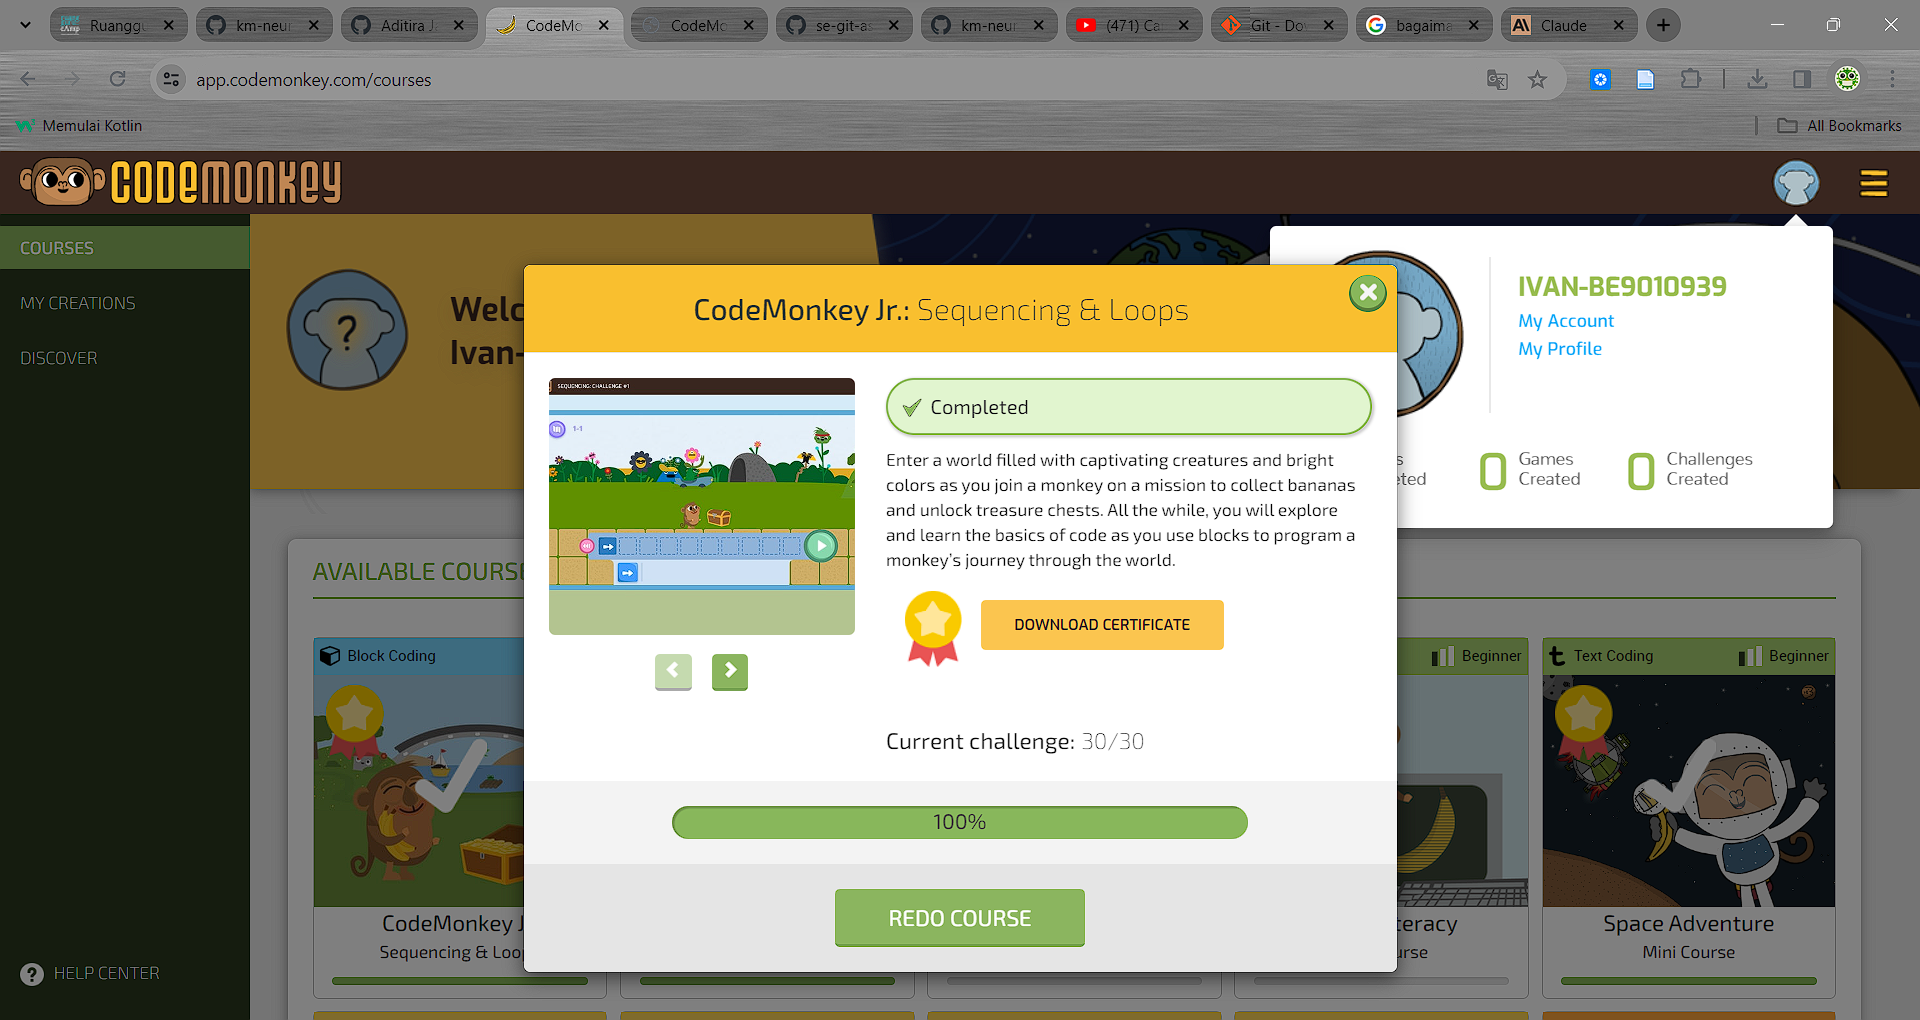 Ruangg
km-neur
Aditira Ja
CodeMo
CodeMo
se-git-as
km-neur
(471) Ca
Git - Dov
bagaima
Claude
app.codemonkey.com/courses
Memulai Kotlin
All Bookmarks
CODEMONKEY
COURSES
MY CREATIONS
DISCOVER
HELP CENTER
Welc
Ivan-
IVAN-BE9010939
My Account
My Profile
s
ted
0 Games
Created
0 Challenges
Created
CodeMonkey Jr.: Sequencing & Loops
SEQUENCING: CHALLENGE #1
1-1
Completed
Enter a world filled with captivating creatures and bright
colors as you join a monkey on a mission to collect bananas
and unlock treasure chests. All the while, you will explore
and learn the basics of code as you use blocks to program a
monkey's journey through the world.
DOWNLOAD CERTIFICATE
Current challenge: 30/30
100%
REDO COURSE
AVAILABLE COURS
Block Coding
CodeMonkey J
Sequencing & Loo
Beginner
teracy
urse
Text Coding
Beginner
Space Adventure
Mini Course